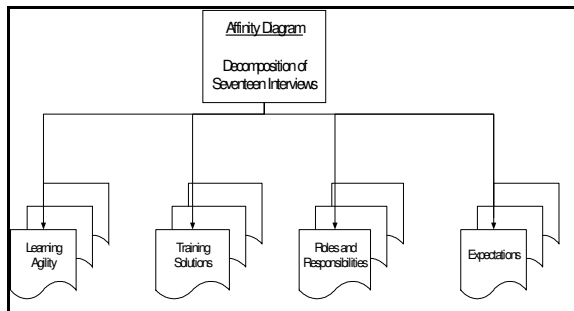 Affinity Diagram
Decomposition of
Seventeen Interviews
Learning
Agility
Training
Solutions
Roles and
Responsibilities
Expectations